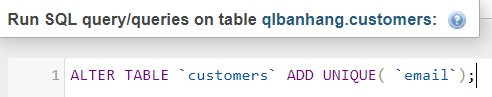 Run SQL query/queries on table qlbanhang.customers:
1 ALTER TABLE `customers` ADD UNIQUE( `email`);